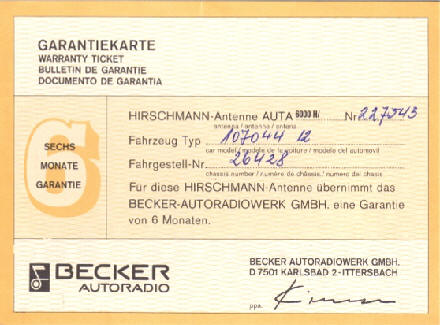 GARANTIEKARTE
WARRANTY TICKET
BULLETIN DE GARANTIE
DOCUMENTO DE GARANTIA
6
SECHS
MONATE
GARANTIE
HIRSCHMANN-Antenne AUTA 6000 Nr 227543
antenna / antenne / antena
Fahrzeug Typ 107044 12
car model / modèle de la voiture / modelo del automovil
Fahrgestell-Nr. 26428
chassis number / numéro de châssis / numero del chasis
Für diese HIRSCHMANN-Antenne übernimmt das
BECKER-AUTORADIOWERK GMBH. eine Garantie
von 6 Monaten.
BECKER
AUTORADIO
BECKER AUTORADIOWERK GMBH.
D 7501 KARLSBAD 2-ITTERSBACH
ppa.